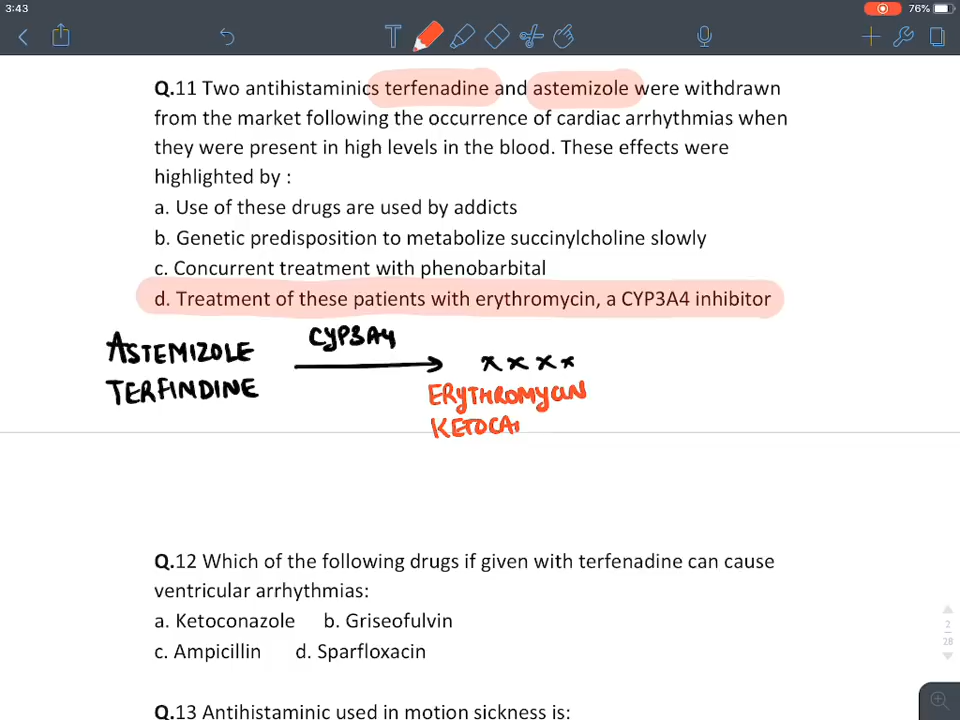 3:43
76%
Q.11 Two antihistaminics terfenadine and astemizole were withdrawn
from the market following the occurrence of cardiac arrhythmias when
they were present in high levels in the blood. These effects were
highlighted by :
a. Use of these drugs are used by addicts
b. Genetic predisposition to metabolize succinylcholine slowly
c. Concurrent treatment with phenobarbital
d. Treatment of these patients with erythromycin, a CYP3A4 inhibitor
CYP3A4
ASTEMIZOLE
x x x x
TERFINDINE
ERYTHROMYCIN
KETOCA
Q.12 Which of the following drugs if given with terfenadine can cause
ventricular arrhythmias:
a. Ketoconazole b. Griseofulvin
c. Ampicillin d. Sparfloxacin
2
28
Q.13 Antihistaminic used in motion sickness is: